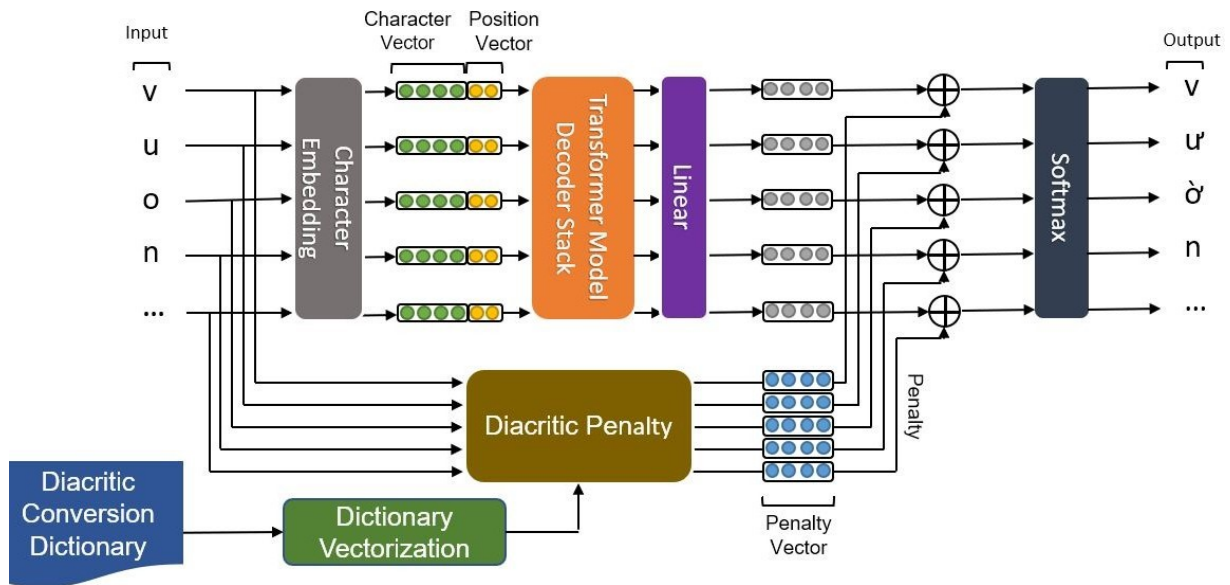 Input
Character
Vector
Position
Vector
Output
v
u
o
n
...
Character
Embedding
Transformer Model
Decoder Stack
Linear
Softmax
v
ư
ờ
n
...
Diacritic Penalty
Penalty
Diacritic
Conversion
Dictionary
Dictionary
Vectorization
Penalty
Vector